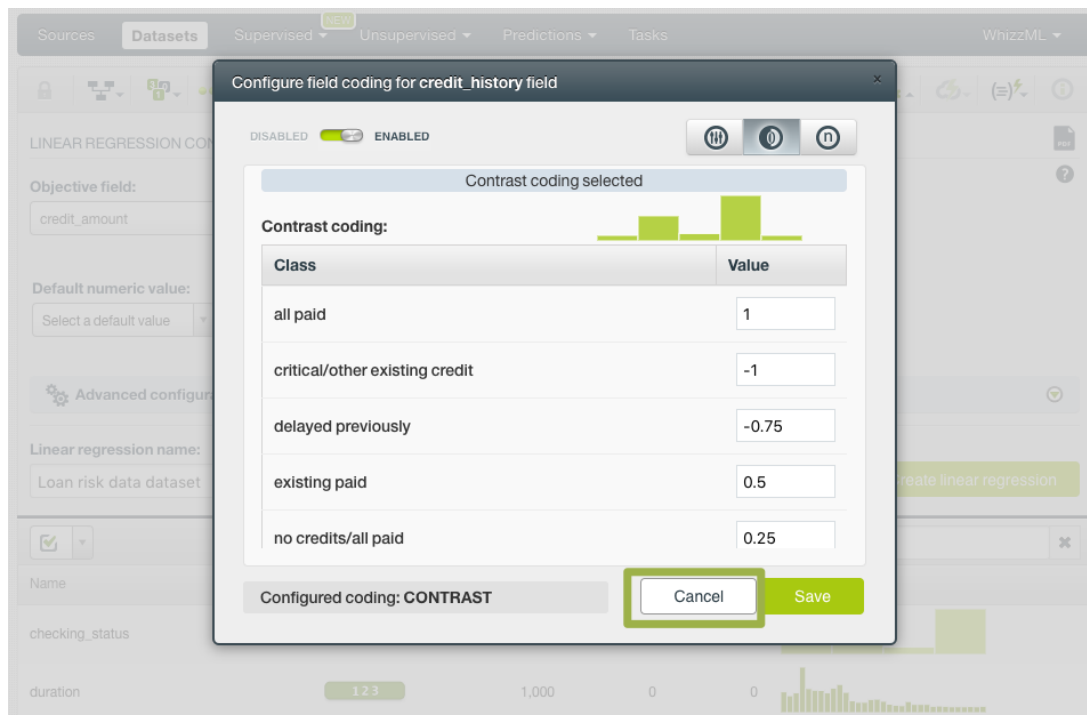 NEW
Sources Datasets Supervised Unsupervised Predictions Tasks WhizzML
Configure field coding for credit_history field
DISABLED ENABLED
LINEAR REGRESSION CON
PDF
Contrast coding selected
Objective field:
credit_amount
Contrast coding:
Class Value
Default numeric value:
all paid 1
Select a default value
critical/other existing credit -1
Advanced configur
delayed previously -0.75
Linear regression name:
Loan risk data dataset
existing paid 0.5
reate linear regression
no credits/all paid 0.25
Name
Configured coding: CONTRAST Cancel Save
checking_status
duration 1 2 3 1,000 0 0